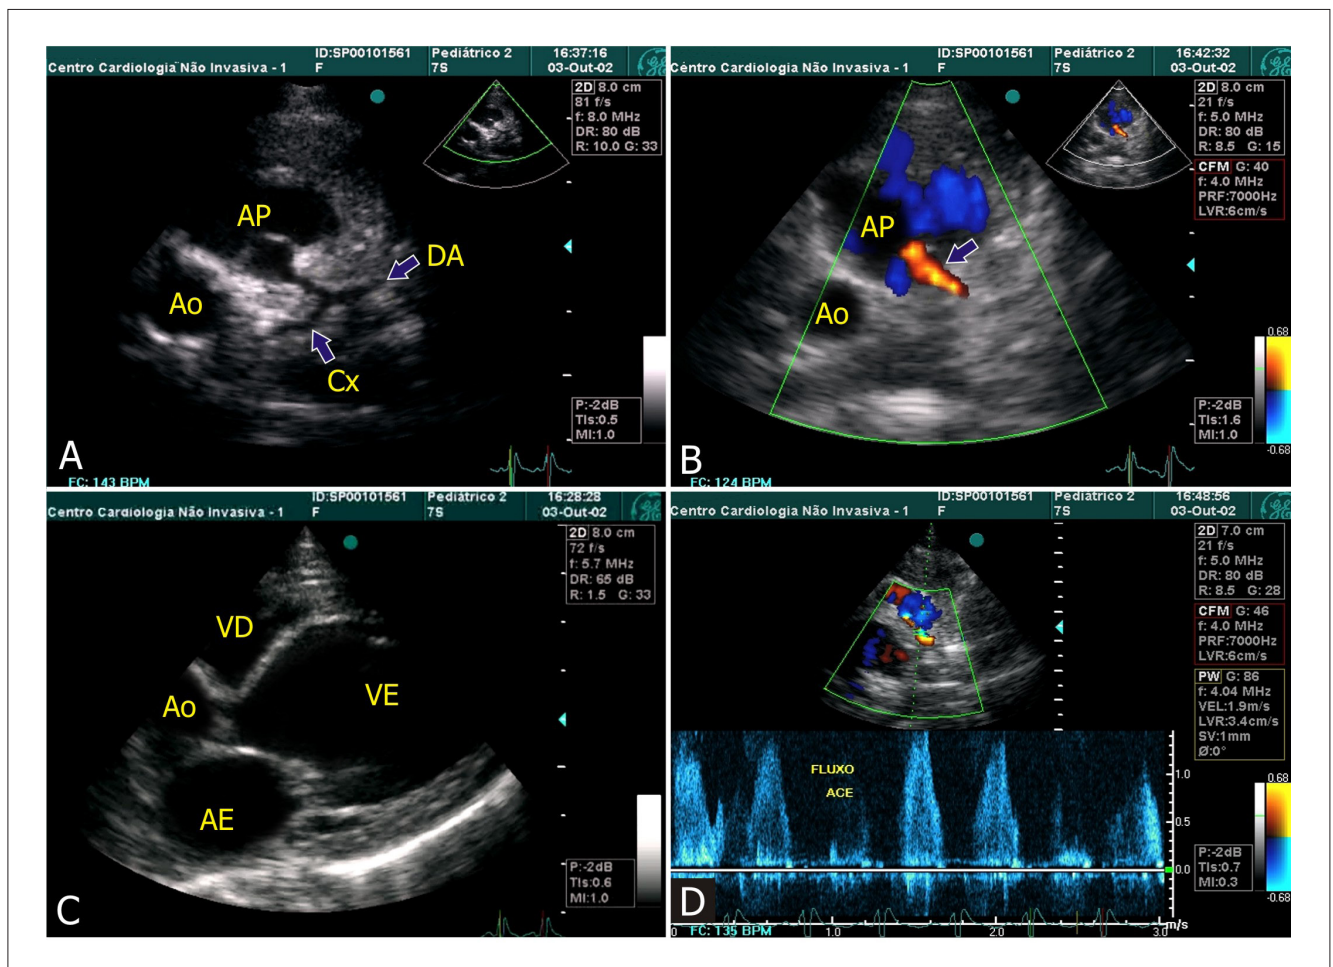 ID:SP00101561 Pediátrico 2 16:37:16
Centro Cardiologia Não Invasiva - 1 F 7S 03-Out-02
2D 8.0 cm
81 f/s
f: 8.0 MHz
DR: 80 dB
R: 10.0 G: 33
AP
DA
Ao
Cx
P:-2dB
TIs:0.5
MI:1.0
A
FC: 143 BPM
ID:SP00101561 Pediátrico 2 16:42:32
Centro Cardiologia Não Invasiva - 1 F 7S 03-Out-02
2D 8.0 cm
21 f/s
f: 5.0 MHz
DR: 80 dB
R: 8.5 G: 15
CFM G: 40
f: 4.0 MHz
PRF:7000Hz
LVR:6cm/s
AP
Ao
0.68
P:-2dB
TIs:1.6
MI:1.0
-0.68
B
FC: 124 BPM
ID:SP00101561 Pediátrico 2 16:28:28
Centro Cardiologia Não Invasiva - 1 F 7S 03-Out-02
2D 8.0 cm
72 f/s
f: 5.7 MHz
DR: 65 dB
R: 1.5 G: 33
VD
VE
Ao
AE
P:-2dB
TIs:0.6
MI:1.0
C
ID:SP00101561 Pediátrico 2 16:48:56
Centro Cardiologia Não Invasiva - 1 F 7S 03-Out-02
2D 7.0 cm
21 f/s
f: 5.0 MHz
DR: 80 dB
R: 8.5 G: 28
CFM G: 46
f: 4.0 MHz
PRF:7000Hz
LVR:6cm/s
PW G: 86
f: 4.04 MHz
VEL:1.9m/s
LVR:3.4cm/s
SV:1mm
Ø:0°
FLUXO
ACE
1.0
0.5
0.0
0.68
P:-2dB
TIs:0.7
MI:0.3
-0.68
D
m/s
0 FC: 135 BPM 1.0 2.0 3.0